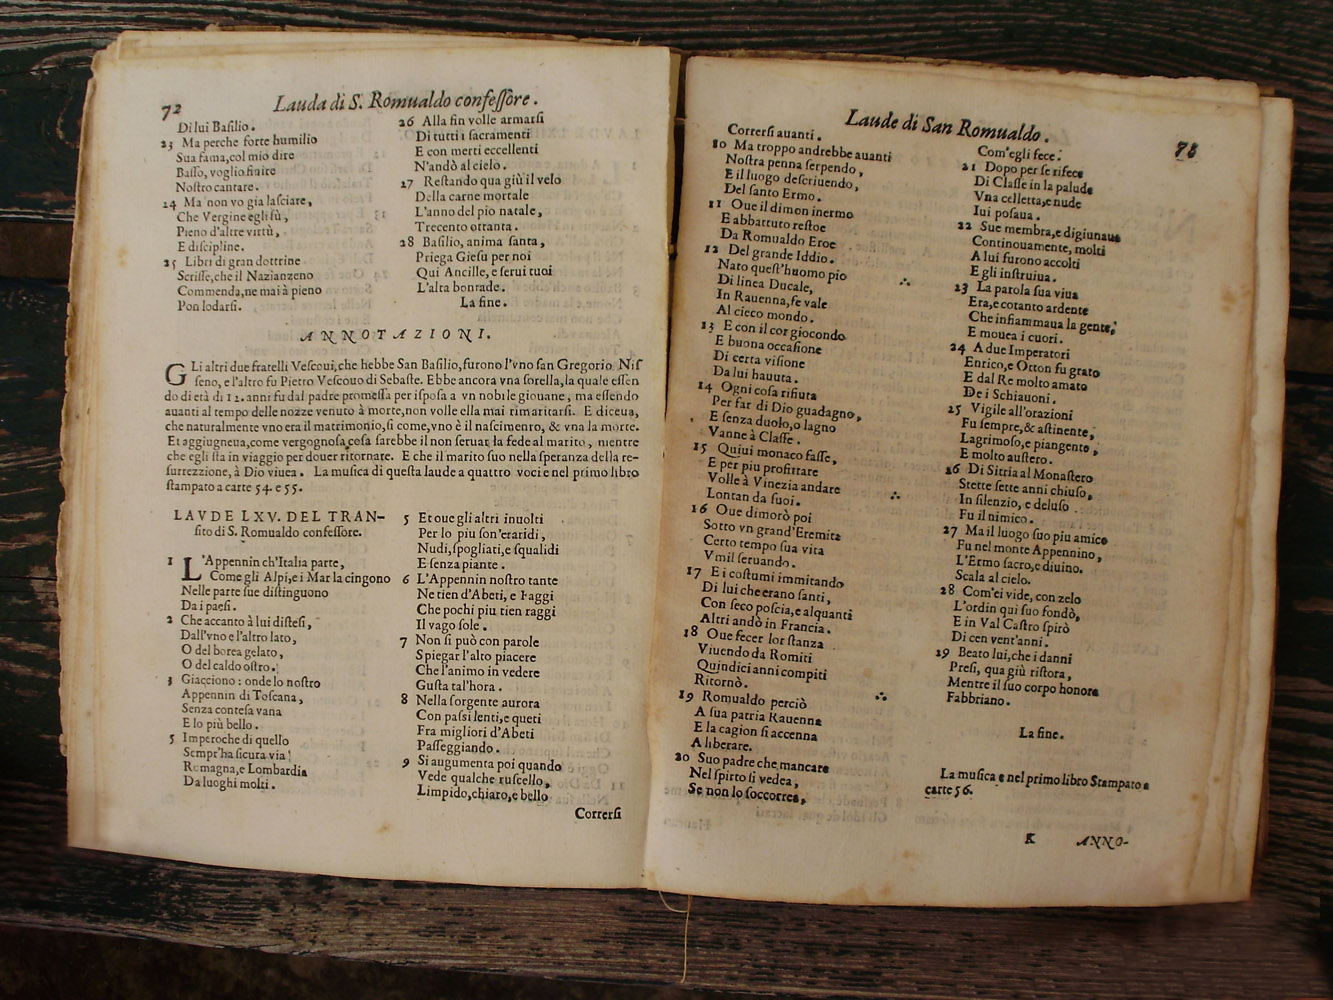 72
Lauda di S. Romualdo confeſſore.
Di lui Baſilio.
23 Ma perche forte humilio
Sua fama, col mio dire
Baſſo, voglio finire
Noſtro cantare.
24 Ma non vo gia laſciare,
Che Vergine egli fù,
Pieno d'altre virtù,
E diſcipline.
25 Libri di gran dottrine
Scriſſe, che il Nazianzeno
Commenda, ne mai à pieno
Pon lodarſi.
26 Alla fin volle armarſi
Di tutti i ſacramenti
E con merti eccellenti
N'andò al cielo.
27 Reſtando qua giù il velo
Della carne mortale
L'anno del pio natale,
Trecento ottanta.
28 Baſilio, anima ſanta,
Priega Gieſu per noi
Qui Ancille, e ſerui tuoi
L'alta bontade.
La fine.
ANNOTAZIONI.
GLi altri due fratelli Veſcoui, che hebbe San Baſilio, furono l'vno san Gregorio Niſ
ſeno, e l'altro fu Pietro Veſcouo di Sebaſte. Ebbe ancora vna ſorella, la quale eſſen
do di età di 12. anni fu dal padre promeſſa per iſpoſa a vn nobile giouane, ma eſſendo
auanti al tempo delle nozze venuto à morte, non volle ella mai rimaritarſi. E diceua,
che naturalmente vno era il matrimonio, ſi come, vno è il naſcimento, & vna la morte.
Et aggiugneua, come vergognoſa coſa ſarebbe il non ſeruar la fede al marito, mentre
che egli ſta in viaggio per douer ritornare. E che il marito ſuo nella ſperanza della re-
ſurrezzione, à Dio viuea. La muſica di queſta laude a quattro voci è nel primo libro
ſtampato a carte 54. e 55.
LAVDE LXV. DEL TRAN-
ſito di S. Romualdo confeſſore.
1 L'Appennin ch'Italia parte,
Come gli Alpi, e i Mar la cingono
Nelle parte ſue diſtinguono
Da i paeſi.
2 Che accanto à lui diſteſi,
Dall'vno e l'altro lato,
O del borea gelato,
O del caldo oſtro.
3 Giacciono: onde lo noſtro
Appennin di Toſcana,
Senza conteſa vana
E lo più bello.
5 Imperoche di quello
Sempr'ha ſicura via
Romagna, e Lombardia
Da luoghi molti.
5 Et oue gli altri inuolti
Per lo piu ſon'eraridi,
Nudi, ſpogliati, e ſqualidi
E ſenza piante.
6 L'Appennin noſtro tante
Ne tien d'Abeti, e Faggi
Che pochi piu tien raggi
Il vago ſole.
7 Non ſi può con parole
Spiegar l'alto piacere
Che l'animo in vedere
Guſta tal'hora.
8 Nella ſorgente aurora
Con paſsi lenti, e queti
Fra migliori d'Abeti
Paſſeggiando.
9 Si augumenta poi quando
Vede qualche ruſcello,
Limpido, chiaro, e bello
Correrſi
Laude di San Romualdo.
73
Correrſi auanti.
10 Ma troppo andrebbe auanti
Noſtra penna ſerpendo,
E il luogo deſcriuendo,
Del santo Ermo.
11 Oue il dimon inermo
E abbattuto reſtoe
Da Romualdo Eroe
Del grande Iddio.
12 Nato queſt'huomo pio
Di linea Ducale,
In Rauenna, fe vale
Al cieco mondo.
13 E con il cor giocondo
E buona occaſione
Di certa viſione
Da lui hauuta.
14 Ogni coſa rifiuta
Per far di Dio guadagno,
E ſenza duolo, o lagno
Vanne à Claſſe.
15 Quiui monaco faſſe,
E per piu profittare
Volle à Vinezia andare
Lontan da ſuoi.
16 Oue dimorò poi
Sotto vn grand'Eremita
Certo tempo ſua vita
Vmil ſeruando.
17 E i coſtumi immitando
Di lui che erano ſanti,
Con ſeco poſcia, e alquanti
Altri andò in Francia.
18 Oue fecer lor ſtanza
Viuendo da Romiti
Quindici anni compiti
Ritornò.
19 Romualdo perciò
A ſua patria Rauenna
E la cagion ſi accenna
A liberare.
20 Suo padre che mancare
Nel ſpirto ſi vedea,
Se non lo ſoccorrea,
Com'egli fece.
21 Dopo per ſe rifece
Di Claſſe in la palude
Vna celletta, e nude
Iui poſaua.
22 Sue membra, e digiunaua
Continouamente, molti
A lui furono accolti
E gli inſtruiua.
23 La parola ſua viua
Era, e cotanto ardente
Che infiammaua la gente,
E mouea i cuori.
24 A due Imperatori
Enrico, e Otton fu grato
E dal Re molto amato
De i Schiauoni.
25 Vigile all'orazioni
Fu ſempre, & aſtinente,
Lagrimoſo, e piangente,
E molto auſtero.
26 Di Sittria al Monaſtero
Stette ſette anni chiuſo,
In ſilenzio, e deluſo
Fu il nimico.
27 Ma il luogo ſuo piu amico
Fu nel monte Appennino,
L'Ermo ſacro, e diuino.
Scala al cielo.
28 Com'ei vide, con zelo
L'ordin qui ſuo fondò,
E in Val Caſtro ſpirò
Di cen vent'anni.
29 Beato lui, che i danni
Preſi, qua giù riſtora,
Mentre il ſuo corpo honora
Fabbriano.
La fine.
La muſica e nel primo libro Stampato a
carte 56.
K
ANNO-